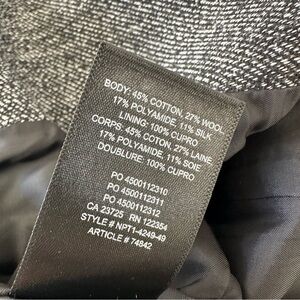 BODY: 45% COTTON, 27% WOOL
17% POLYAMIDE, 11% SILK
LINING: 100% CUPRO
CORPS: 45% COTON, 27% LAINE
17% POLYAMIDE, 11% SOIE
DOUBLURE: 100% CUPRO
PO 4500112310
PO 4500112311
PO 4500112312
CA 23725 RN 122354
STYLE # NPT1-4249-49
ARTICLE # 74842